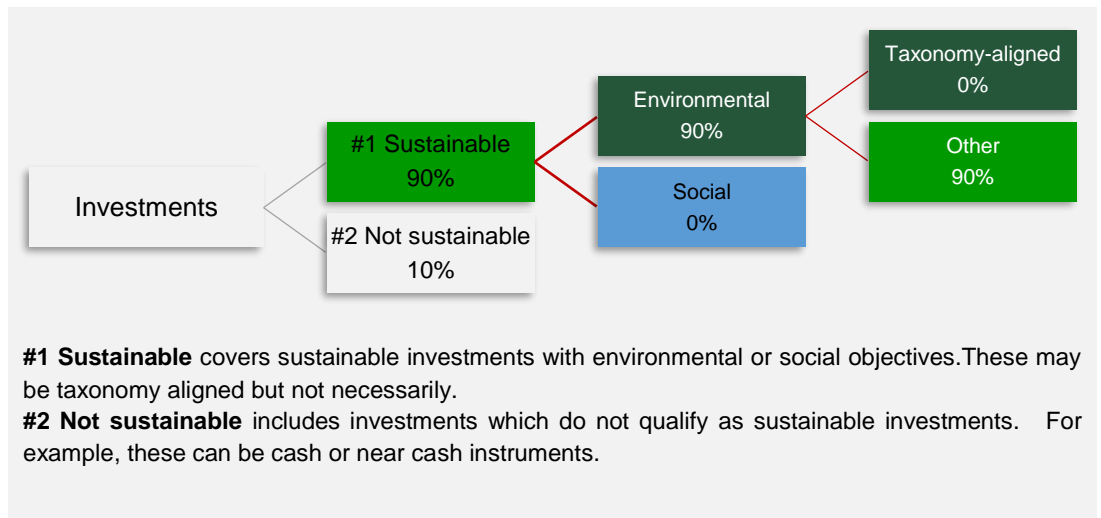 Investments
#1 Sustainable
90%
#2 Not sustainable
10%
Environmental
90%
Social
0%
Taxonomy-aligned
0%
Other
90%
#1 Sustainable covers sustainable investments with environmental or social objectives.These may
be taxonomy aligned but not necessarily.
#2 Not sustainable includes investments which do not qualify as sustainable investments. For
example, these can be cash or near cash instruments.